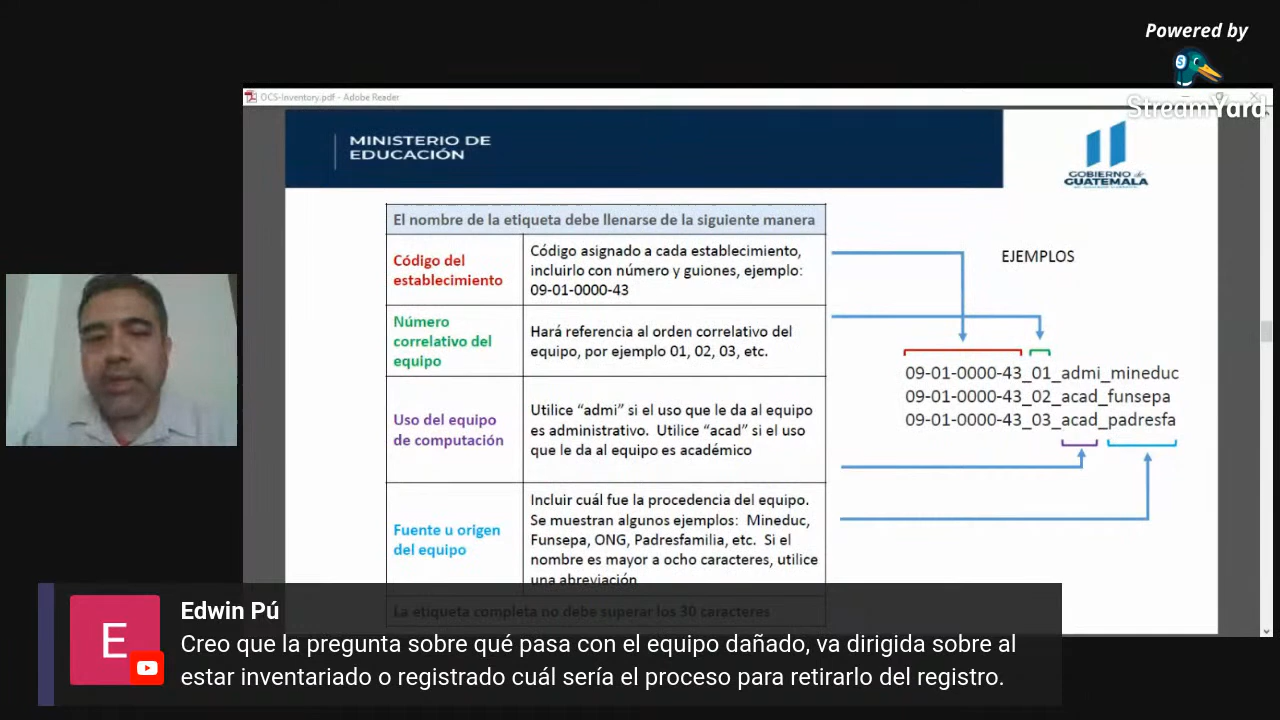 Powered by
StreamYard
OCS-Inventory.pdf - Adobe Reader
MINISTERIO DE
EDUCACIÓN
GOBIERNO de
GUATEMALA
El nombre de la etiqueta debe llenarse de la siguiente manera
Código del
establecimiento
Código asignado a cada establecimiento,
incluirlo con número y guiones, ejemplo:
09-01-0000-43
Número
correlativo del
equipo
Hará referencia al orden correlativo del
equipo, por ejemplo 01, 02, 03, etc.
Uso del equipo
de computación
Utilice “admi” si el uso que le da al equipo
es administrativo. Utilice “acad” si el uso
que le da al equipo es académico
Fuente u origen
del equipo
Incluir cuál fue la procedencia del equipo.
Se muestran algunos ejemplos: Mineduc,
Funsepa, ONG, Padresfamilia, etc. Si el
nombre es mayor a ocho caracteres, utilice
una abreviación
La etiqueta completa no debe superar los 30 caracteres
EJEMPLOS
09-01-0000-43_01_admi_mineduc
09-01-0000-43_02_acad_funsepa
09-01-0000-43_03_acad_padresfa
E
Edwin Pú
Creo que la pregunta sobre qué pasa con el equipo dañado, va dirigida sobre al
estar inventariado o registrado cuál sería el proceso para retirarlo del registro.